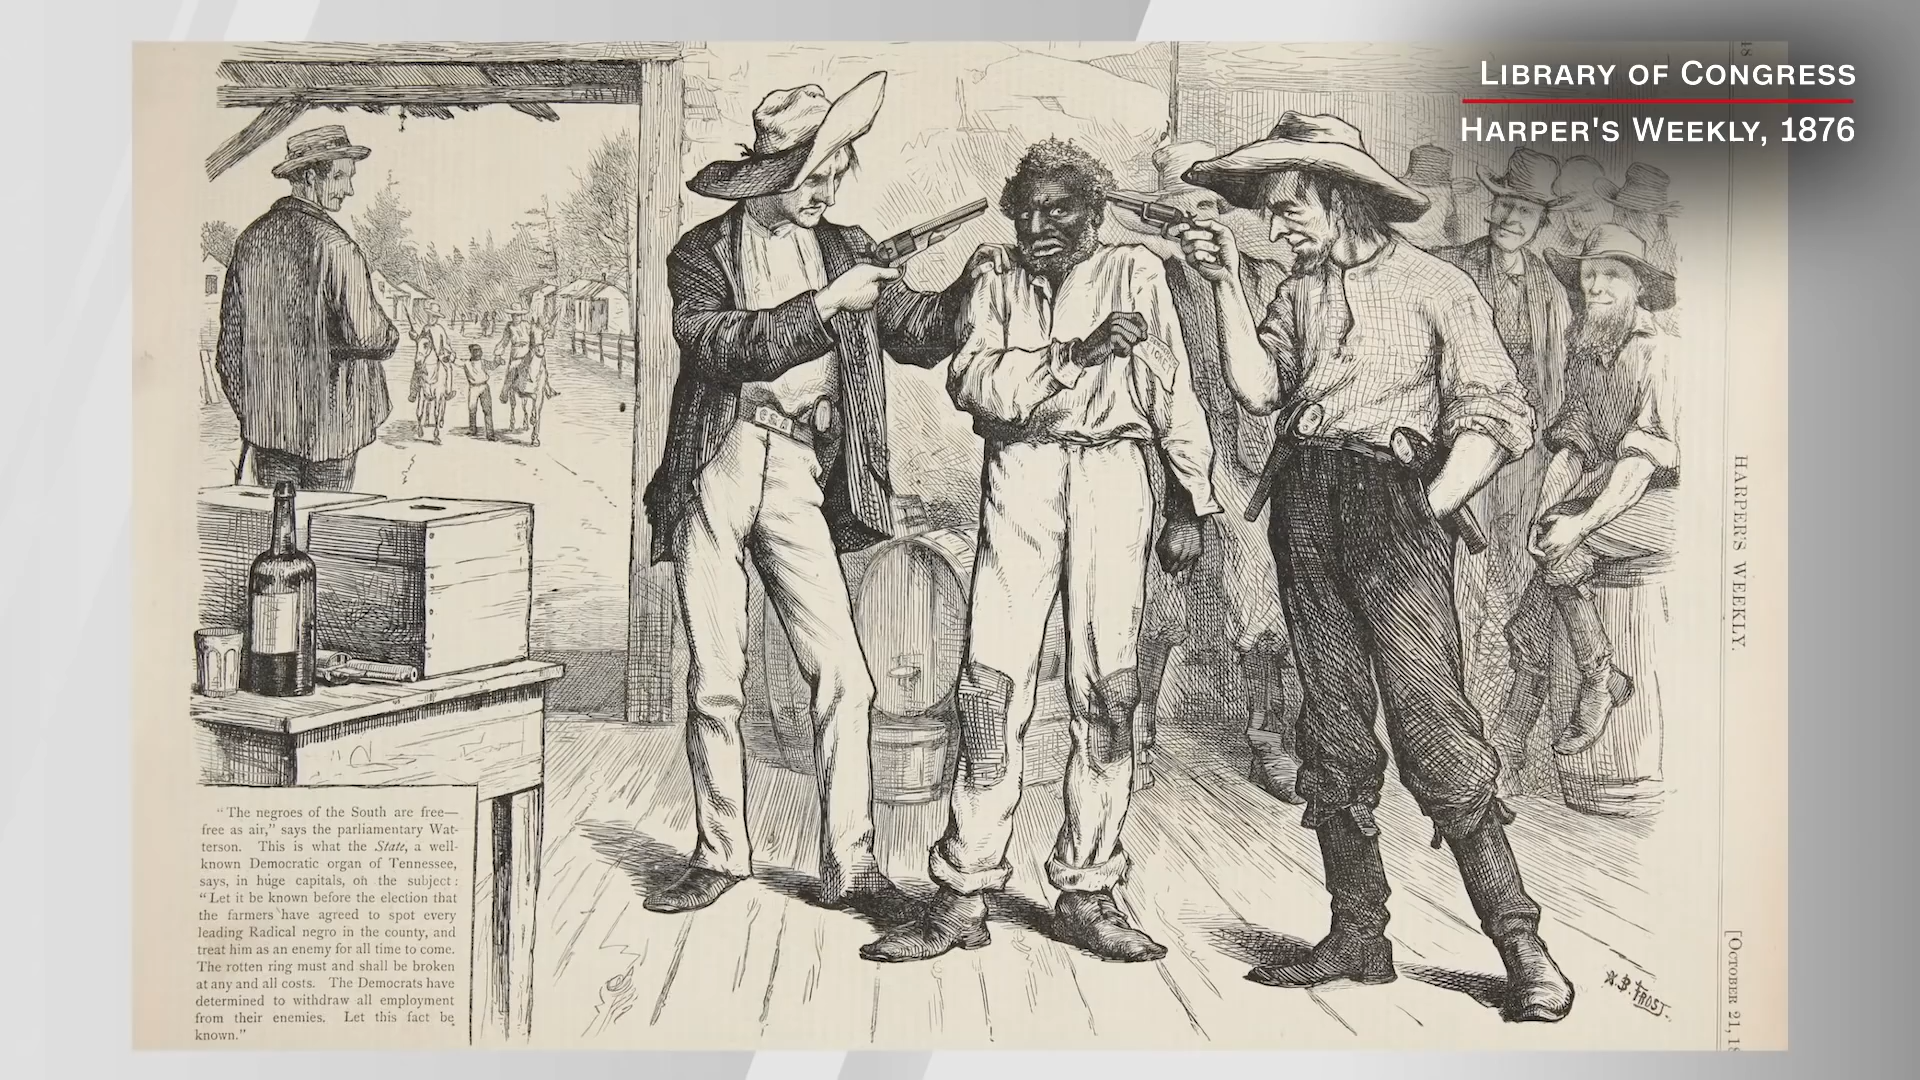 LIBRARY OF CONGRESS
HARPER'S WEEKLY, 1876
HARPER'S WEEKLY.
[OCTOBER 21,
CSA
"The negroes of the South are free—
free as air," says the parliamentary Wat-
terson. This is what the State, a well-
known Democratic organ of Tennessee,
says, in huge capitals, on the subject:
"Let it be known before the election that
the farmers have agreed to spot every
leading Radical negro in the county, and
treat him as an enemy for all time to come.
The rotten ring must and shall be broken
at any and all costs. The Democrats have
determined to withdraw all employment
from their enemies. Let this fact be
known."
A.B. FROST.